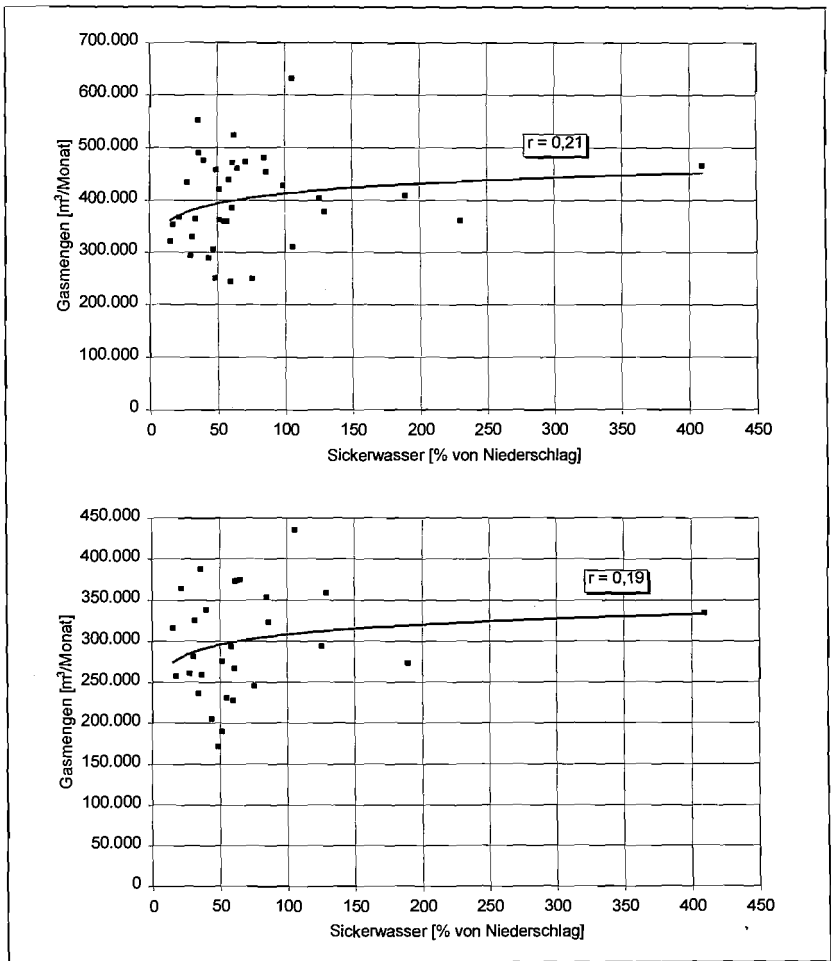 700.000
600.000
500.000
400.000
300.000
200.000
100.000
0
Gasmengen [m³/Monat]
r = 0,21
0 50 100 150 200 250 300 350 400 450
Sickerwasser [% von Niederschlag]
450.000
400.000
350.000
300.000
250.000
200.000
150.000
100.000
50.000
0
Gasmengen [m³/Monat]
r = 0,19
0 50 100 150 200 250 300 350 400 450
Sickerwasser [% von Niederschlag]